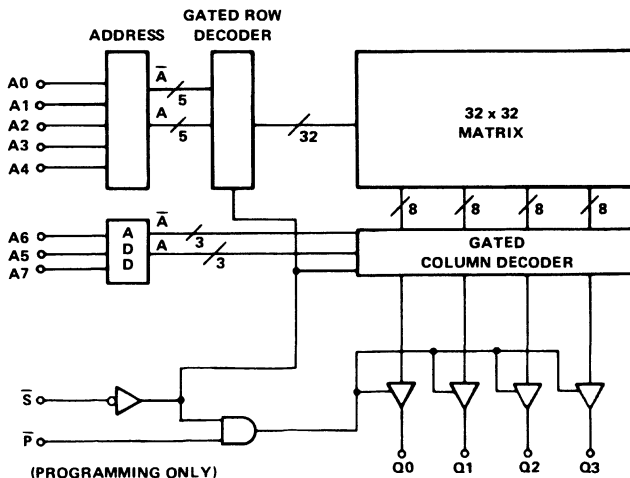 GATED ROW
DECODER
ADDRESS
A0
A1
A2
A3
A4
A̅
5
A
5
32
32 x 32
MATRIX
8
8
8
8
A6
A5
A7
A
D
D
A̅
3
A
3
GATED
COLUMN DECODER
S̅
P̅
(PROGRAMMING ONLY)
Q0
Q1
Q2
Q3